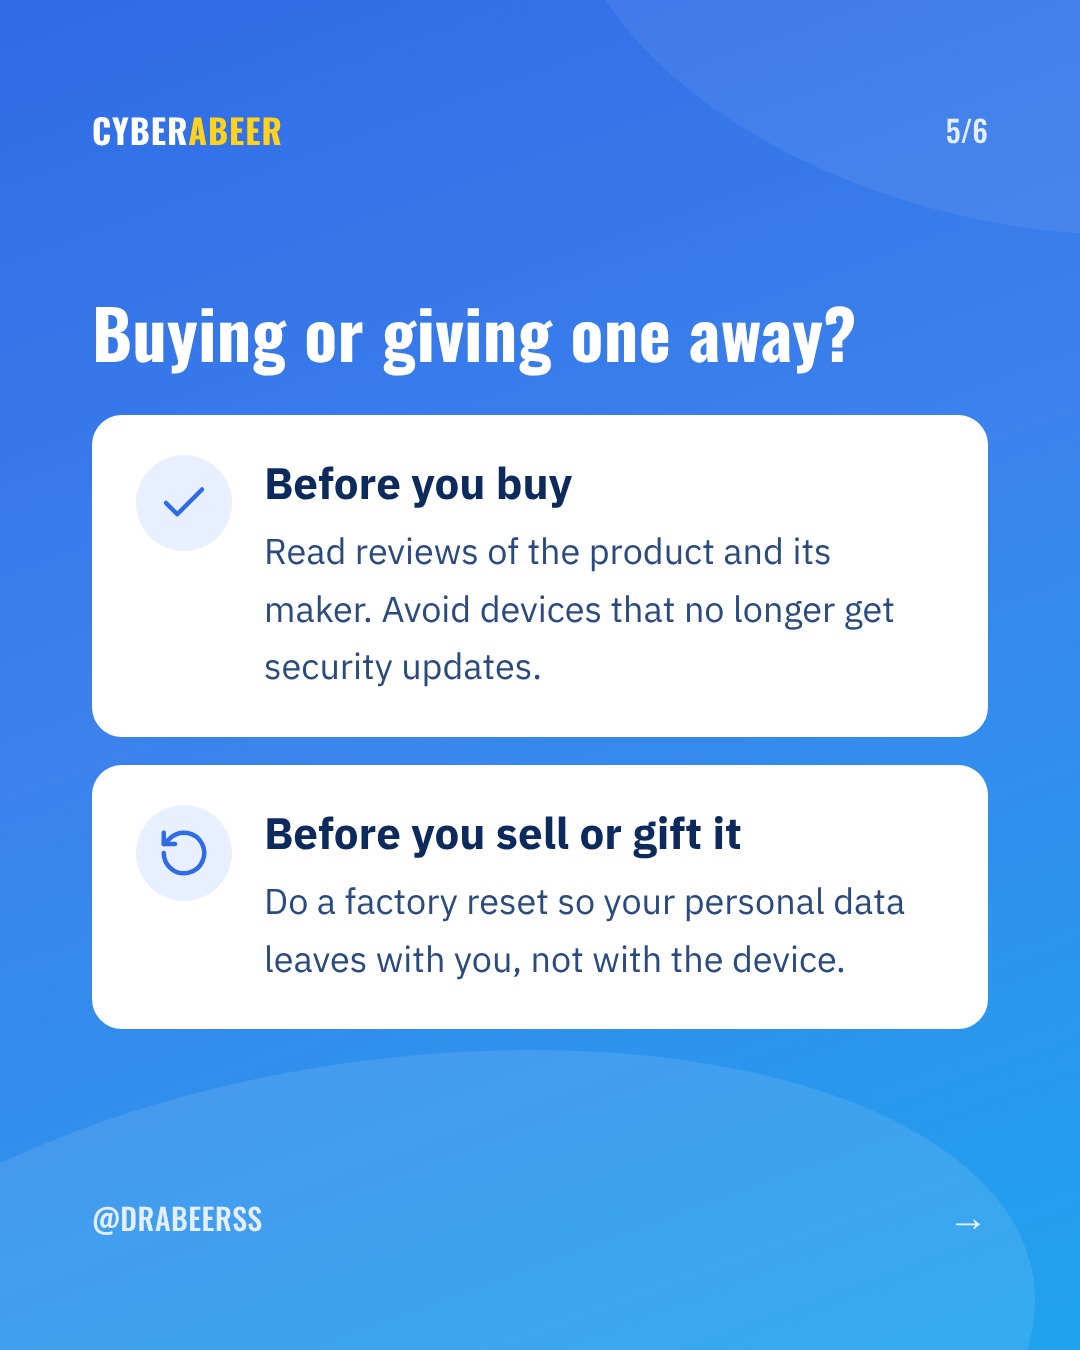 CYBERABEER
5/6
Buying or giving one away?
Before you buy
Read reviews of the product and its
maker. Avoid devices that no longer get
security updates.
Before you sell or gift it
Do a factory reset so your personal data
leaves with you, not with the device.
@DRABEERSS
→